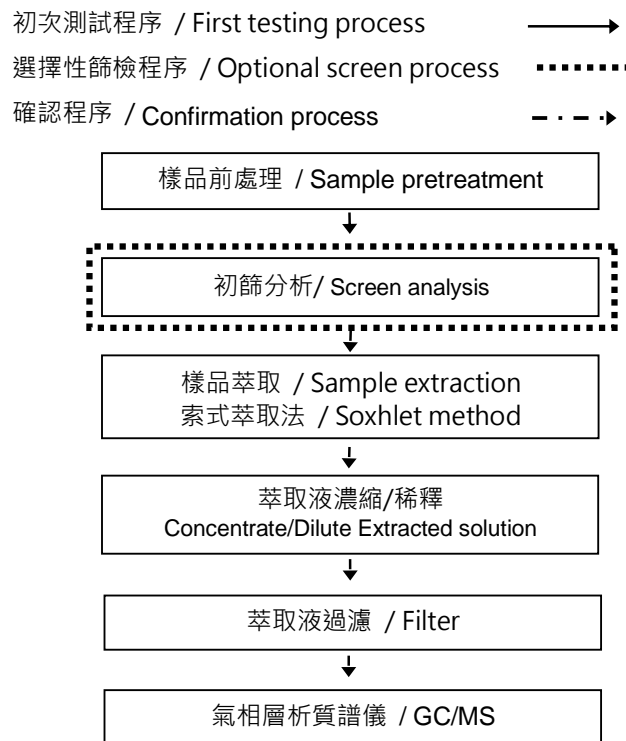 初次測試程序 / First testing process
選擇性篩檢程序 / Optional screen process
確認程序 / Confirmation process
樣品前處理 / Sample pretreatment
初篩分析/ Screen analysis
樣品萃取 / Sample extraction
索式萃取法 / Soxhlet method
萃取液濃縮/稀釋
Concentrate/Dilute Extracted solution
萃取液過濾 / Filter
氣相層析質譜儀 / GC/MS